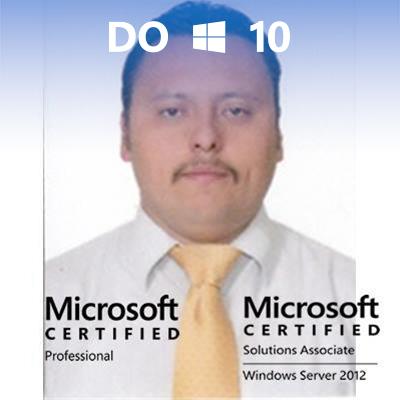 DO 10
Microsoft
CERTIFIED
Professional
Microsoft
CERTIFIED
Solutions Associate
Windows Server 2012